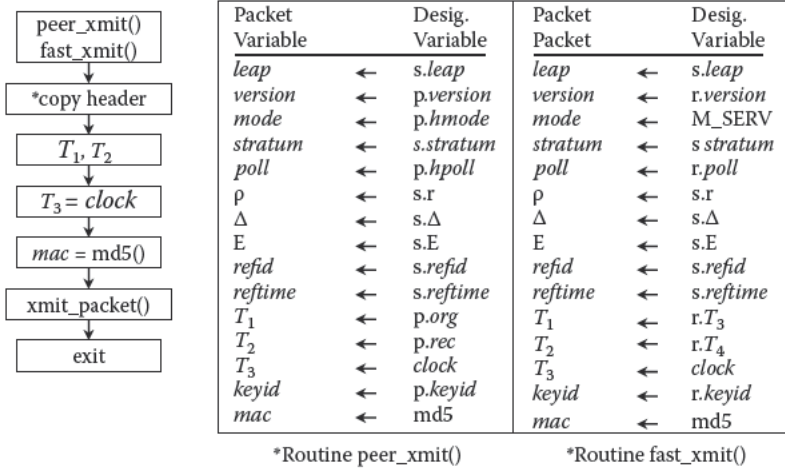 peer_xmit()
fast_xmit()
*copy header
T₁, T₂
T₃ = clock
mac = md5()
xmit_packet()
exit
Packet Desig.
Variable Variable
leap ← s.leap
version ← p.version
mode ← p.hmode
stratum ← s.stratum
poll ← p.hpoll
ρ ← s.r
Δ ← s.Δ
E ← s.E
refid ← s.refid
reftime ← s.reftime
T₁ ← p.org
T₂ ← p.rec
T₃ ← clock
keyid ← p.keyid
mac ← md5
*Routine peer_xmit()
Packet Desig.
Packet Variable
leap ← s.leap
version ← r.version
mode ← M_SERV
stratum ← s stratum
poll ← r.poll
ρ ← s.r
Δ ← s.Δ
E ← s.E
refid ← s.refid
reftime ← s.reftime
T₁ ← r.T₃
T₂ ← r.T₄
T₃ ← clock
keyid ← r.keyid
mac ← md5
*Routine fast_xmit()